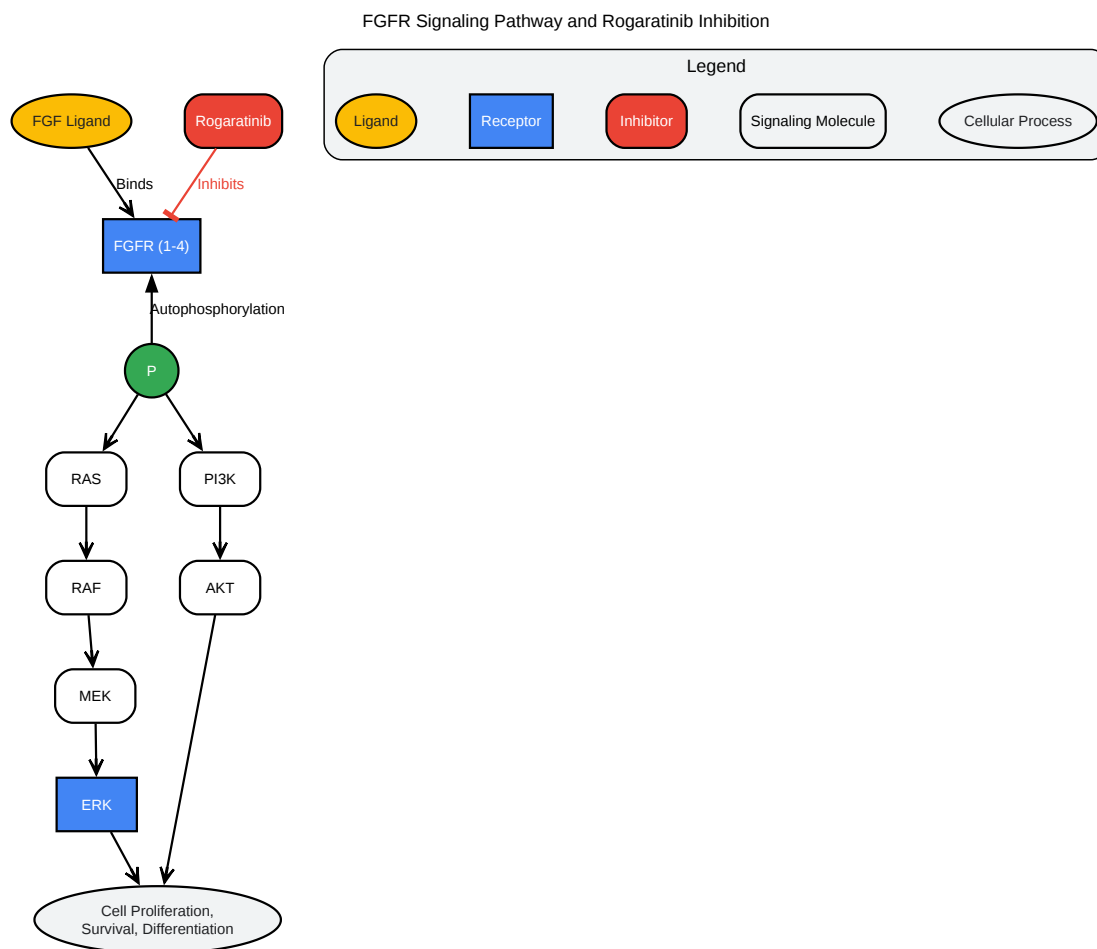 FGFR Signaling Pathway and Rogaratinib Inhibition
Legend
Ligand
Receptor
Inhibitor
Signaling Molecule
Cellular Process
FGF Ligand
Rogaratinib
Binds
Inhibits
FGFR (1-4)
Autophosphorylation
P
RAS
PI3K
RAF
AKT
MEK
ERK
Cell Proliferation,
Survival, Differentiation